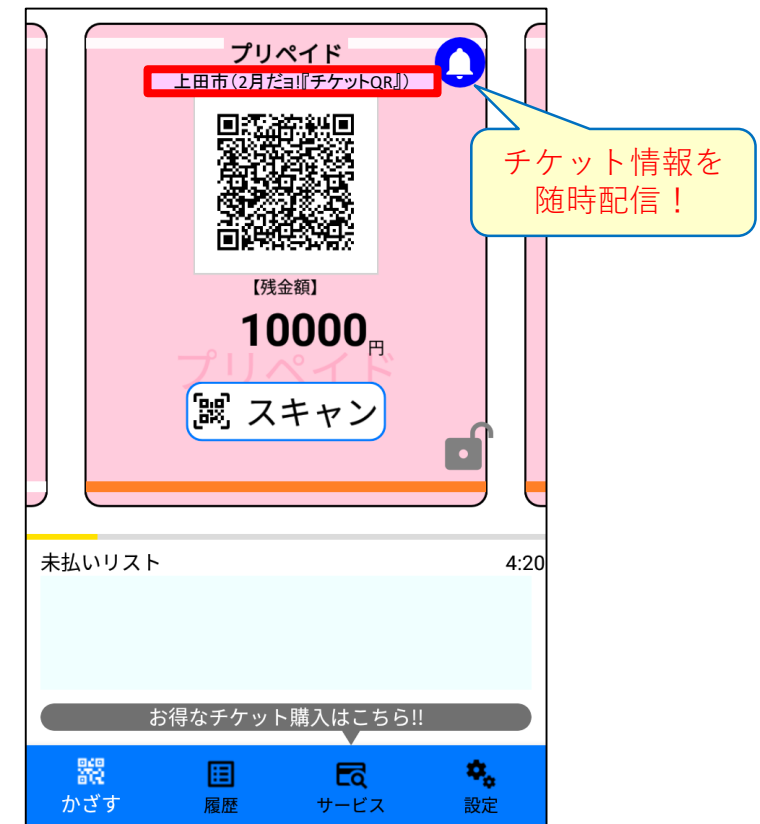 プリペイド
上田市(2月だョ!『チケットQR』)
チケット情報を
随時配信！
【残金額】
10000円
プリペイド
スキャン
未払いリスト
4:20
お得なチケット購入はこちら!!
かざす
履歴
サービス
設定